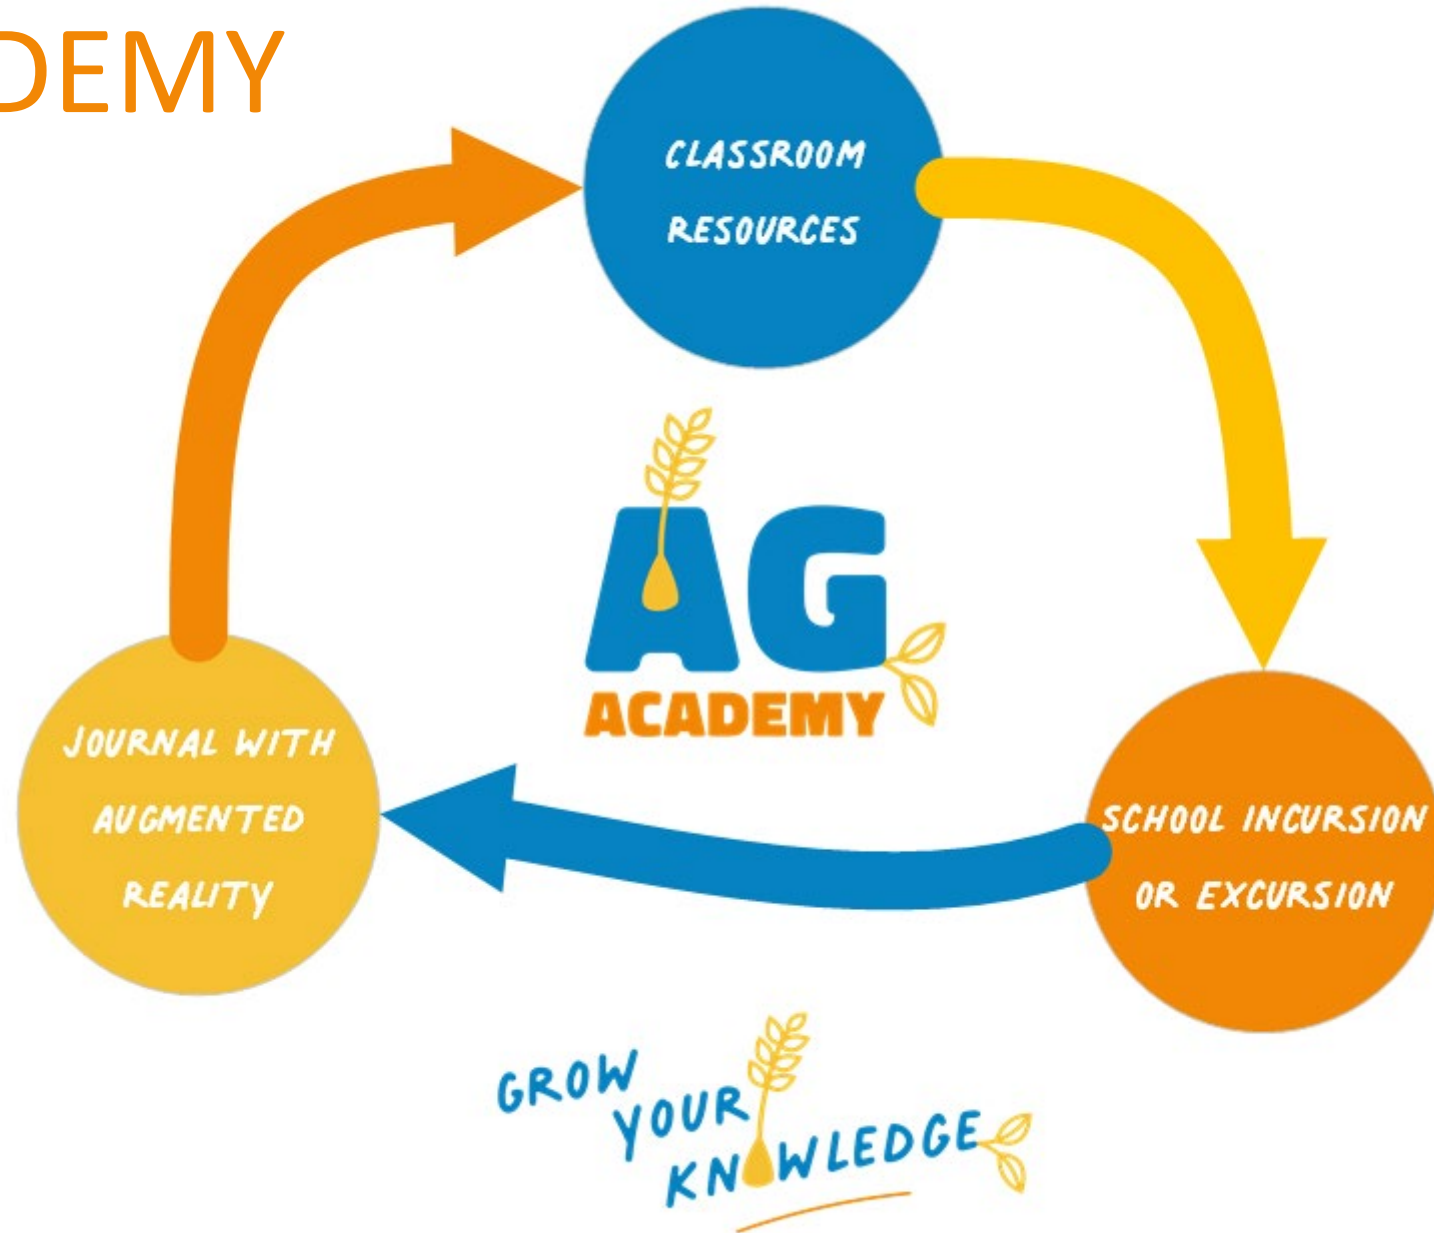 DEMY
CLASSROOM
RESOURCES
AG
ACADEMY
JOURNAL WITH
AUGMENTED
REALITY
SCHOOL INCURSION
OR EXCURSION
GROW
YOUR
KNOWLEDGE